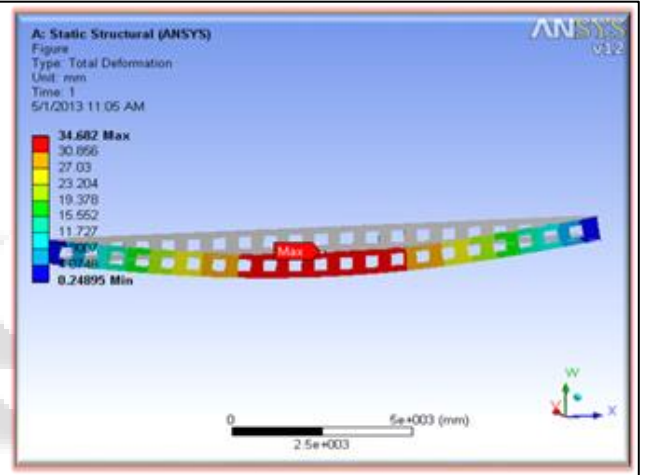 A: Static Structural (ANSYS)
Figure
Type: Total Deformation
Unit: mm
Time: 1
5/1/2013 11:05 AM
ANSYS
v12
34.682 Max
30.856
27.03
23.204
19.378
15.552
11.727
0.24895 Min
Max
0
5e+003 (mm)
2.5e+003
W
X